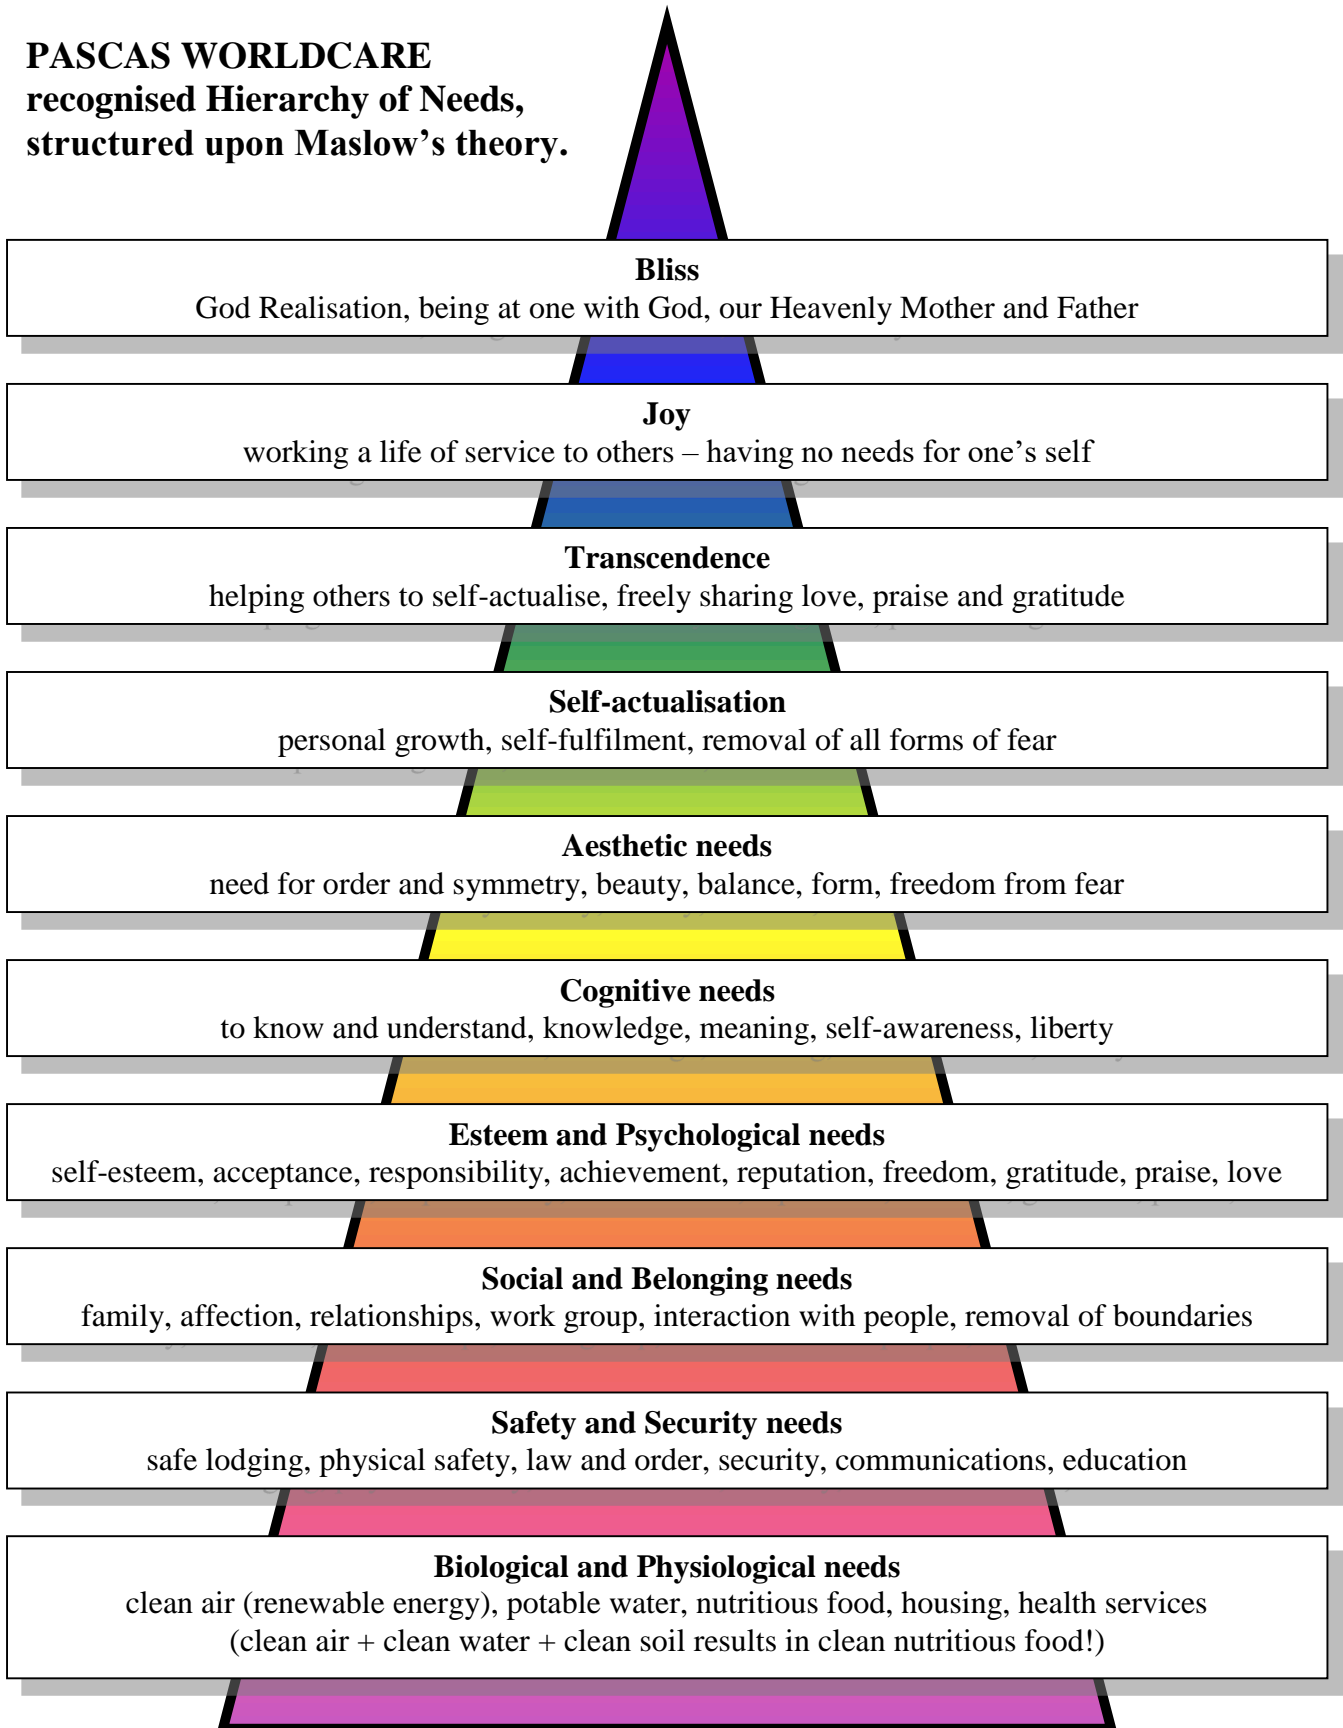 PASCAS WORLDCARE
recognised Hierarchy of Needs,
structured upon Maslow’s theory.
Bliss
God Realisation, being at one with God, our Heavenly Mother and Father
Joy
working a life of service to others – having no needs for one’s self
Transcendence
helping others to self-actualise, freely sharing love, praise and gratitude
Self-actualisation
personal growth, self-fulfilment, removal of all forms of fear
Aesthetic needs
need for order and symmetry, beauty, balance, form, freedom from fear
Cognitive needs
to know and understand, knowledge, meaning, self-awareness, liberty
Esteem and Psychological needs
self-esteem, acceptance, responsibility, achievement, reputation, freedom, gratitude, praise, love
Social and Belonging needs
family, affection, relationships, work group, interaction with people, removal of boundaries
Safety and Security needs
safe lodging, physical safety, law and order, security, communications, education
Biological and Physiological needs
clean air (renewable energy), potable water, nutritious food, housing, health services
(clean air + clean water + clean soil results in clean nutritious food!)